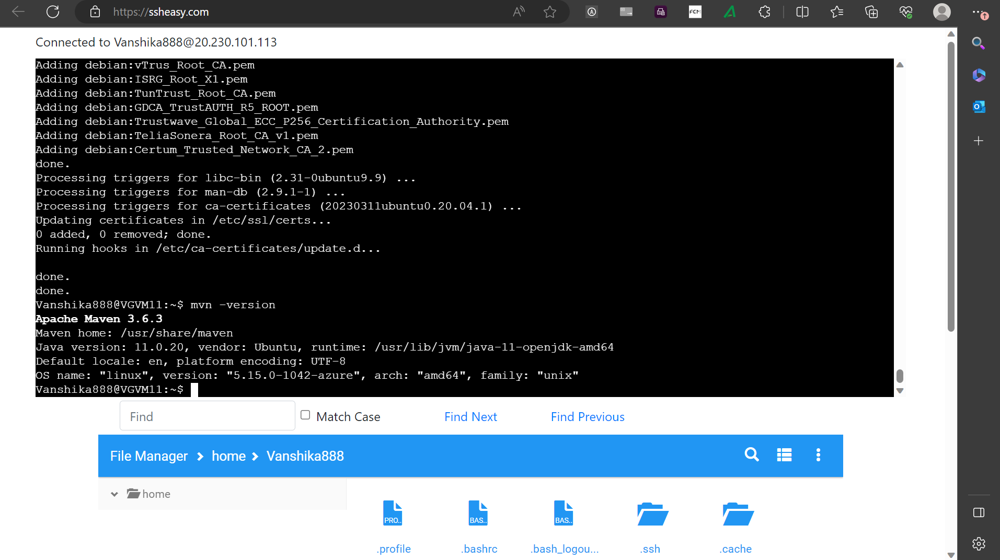 https://ssheasy.com
Connected to Vanshika888@20.230.101.113
Adding debian:vTrus_Root_CA.pem
Adding debian:ISRG_Root_X1.pem
Adding debian:TunTrust_Root_CA.pem
Adding debian:GDCA_TrustAUTH_R5_ROOT.pem
Adding debian:Trustwave_Global_ECC_P256_Certification_Authority.pem
Adding debian:TeliaSonera_Root_CA_v1.pem
Adding debian:Certum_Trusted_Network_CA_2.pem
done.
Processing triggers for libc-bin (2.31-0ubuntu9.9) ...
Processing triggers for man-db (2.9.1-1) ...
Processing triggers for ca-certificates (20230311ubuntu0.20.04.1) ...
Updating certificates in /etc/ssl/certs...
0 added, 0 removed; done.
Running hooks in /etc/ca-certificates/update.d...
done.
done.
Vanshika888@VGVM11:~$ mvn -version
Apache Maven 3.6.3
Maven home: /usr/share/maven
Java version: 11.0.20, vendor: Ubuntu, runtime: /usr/lib/jvm/java-11-openjdk-amd64
Default locale: en, platform encoding: UTF-8
OS name: "linux", version: "5.15.0-1042-azure", arch: "amd64", family: "unix"
Vanshika888@VGVM11:~$
Find Match Case Find Next Find Previous
File Manager > home > Vanshika888
home
PRO.. BAS.. BAS..
.profile .bashrc .bash_logou... .ssh .cache